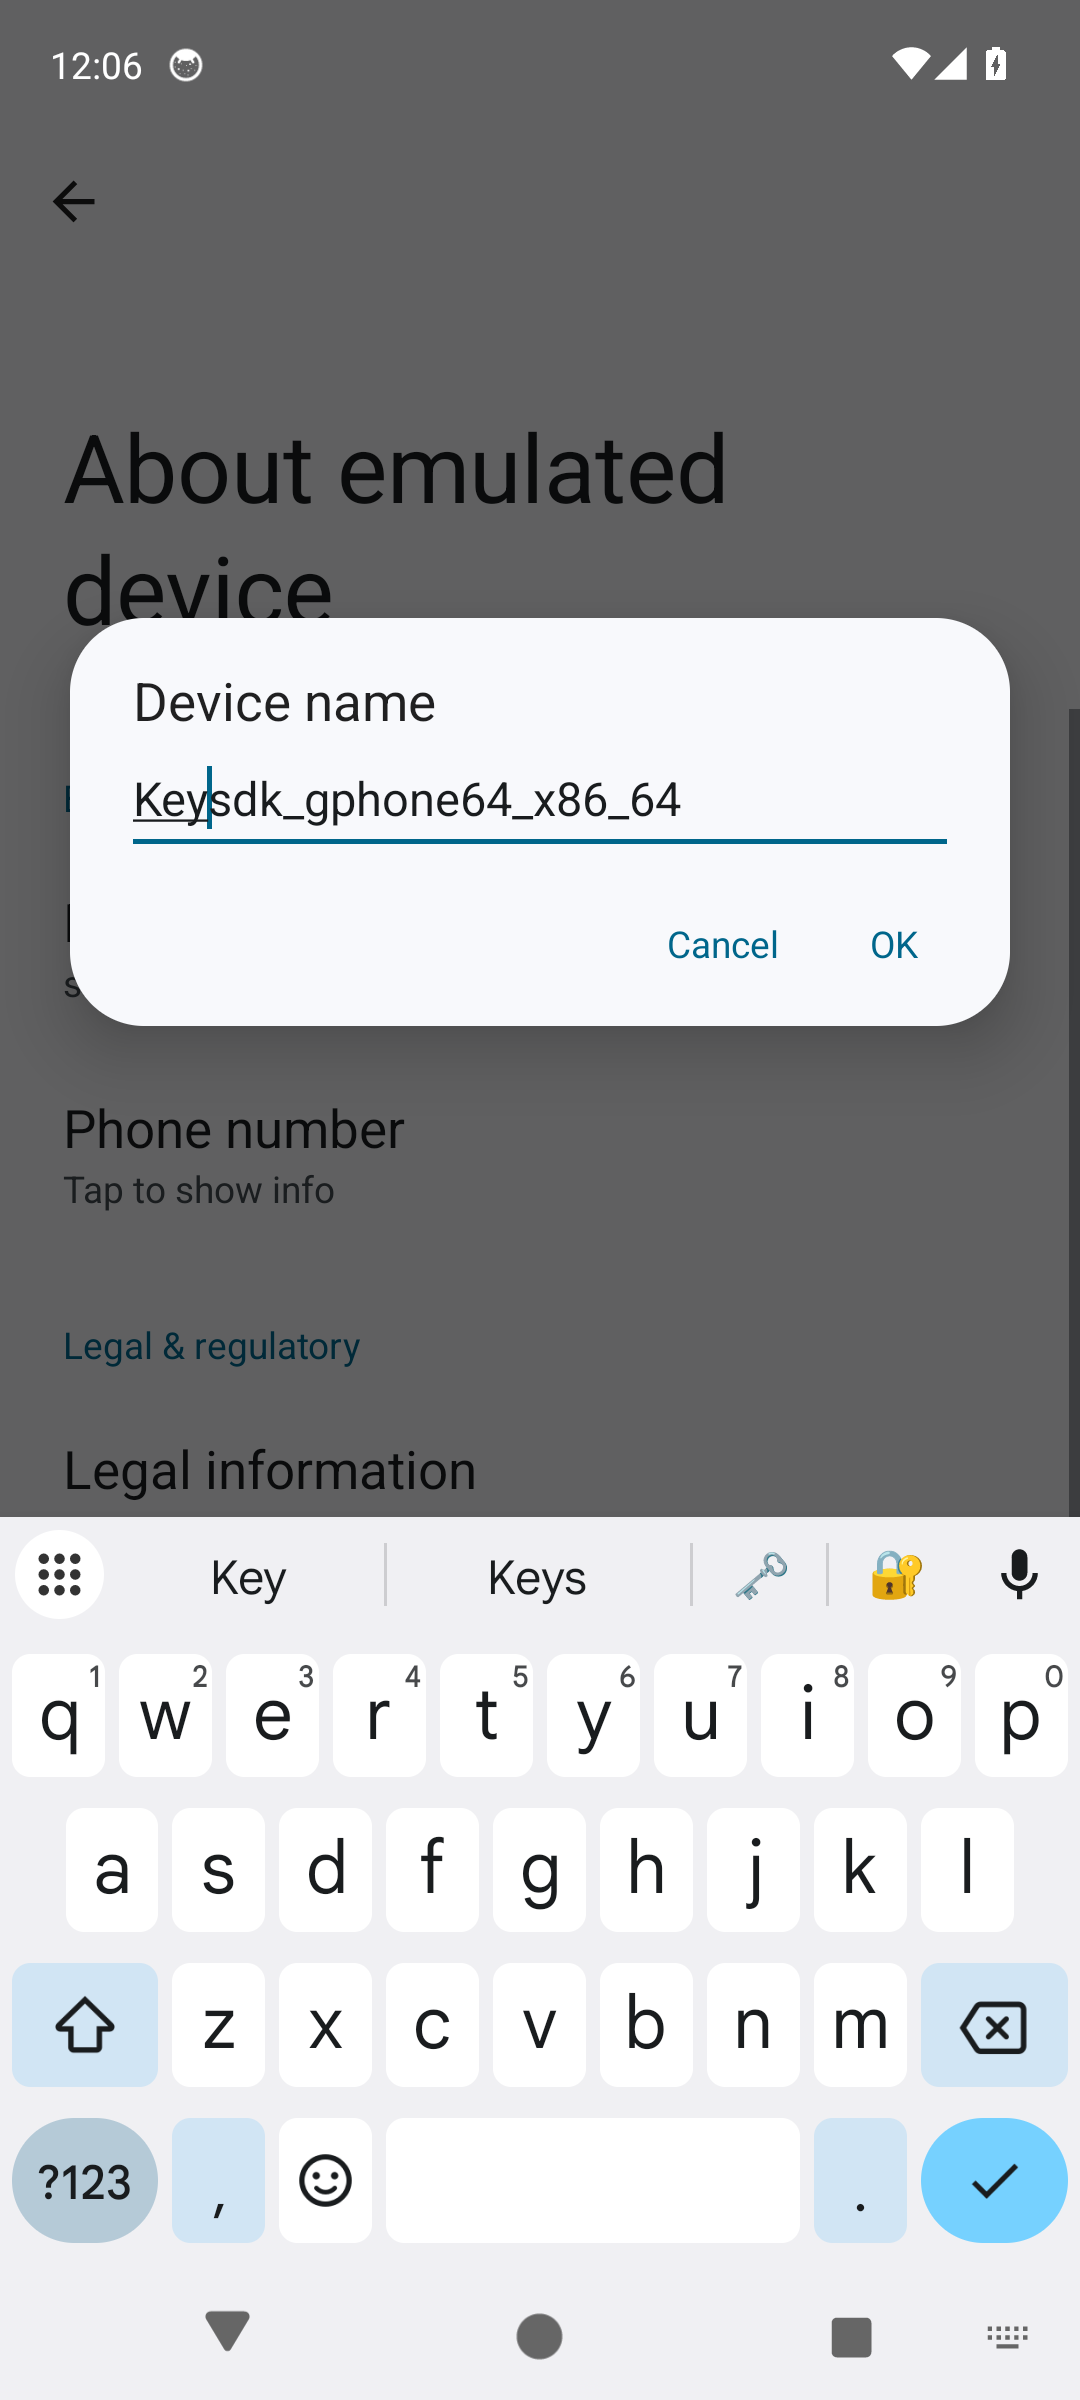 12:06
About emulated
device
Device name
Keysdk_gphone64_x86_64
Cancel OK
Phone number
Tap to show info
Legal & regulatory
Legal information
Key Keys
q 1 w 2 e 3 r 4 t 5 y 6 u 7 i 8 o 9 p 0
a s d f g h j k l
z x c v b n m
?123 , .